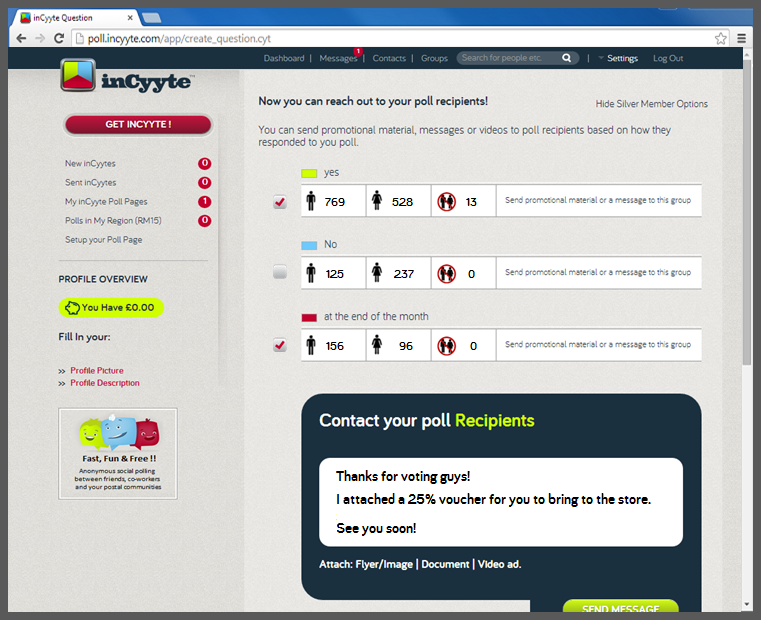 inCyyte Question
poll.incyyte.com/app/create_question.cyt
Dashboard | Messages 1 | Contacts | Groups Search for people etc. | Settings Log Out
inCyyte™
GET INCYYTE !
New inCyytes 0
Sent inCyytes 0
My inCyyte Poll Pages 1
Polls in My Region (RM15) 0
Setup your Poll Page
PROFILE OVERVIEW
You Have £0.00
Fill In your:
>> Profile Picture
>> Profile Description
Fast, Fun & Free !!
Anonymous social polling
between friends, co-workers
and your postal communities
Now you can reach out to your poll recipients!
Hide Silver Member Options
You can send promotional material, messages or videos to poll recipients based on how they
responded to you poll.
yes
769 528 13 Send promotional material or a message to this group
No
125 237 0 Send promotional material or a message to this group
at the end of the month
156 96 0 Send promotional material or a message to this group
Contact your poll Recipients
Thanks for voting guys!
I attached a 25% voucher for you to bring to the store.
See you soon!
Attach: Flyer/Image | Document | Video ad.
SEND MESSAGE